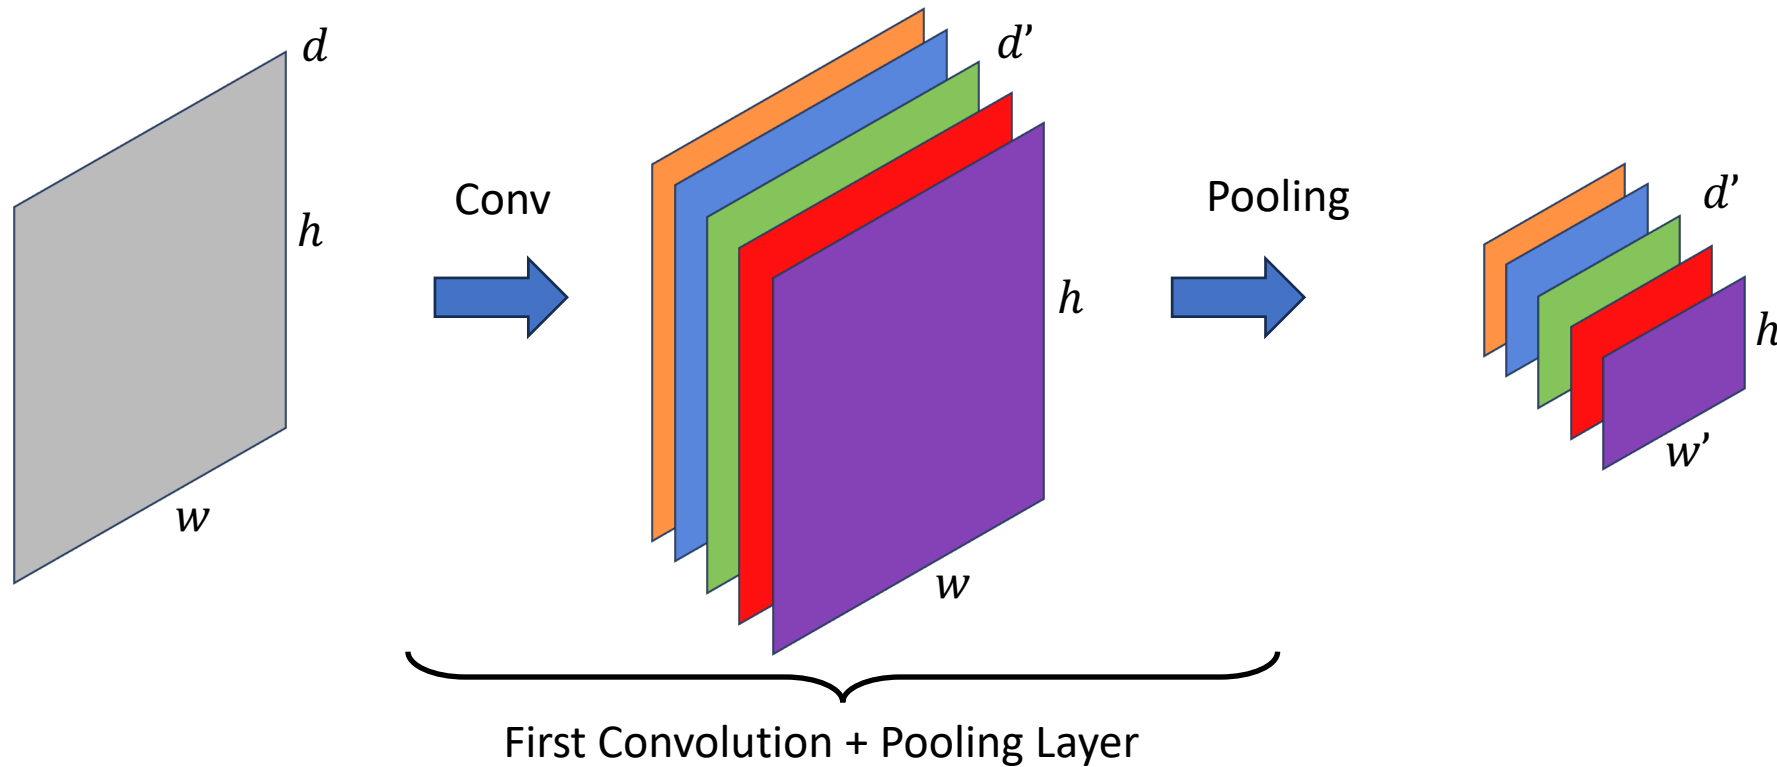 d
h
w
Conv
d'
h
w
Pooling
d'
h
w'
First Convolution + Pooling Layer